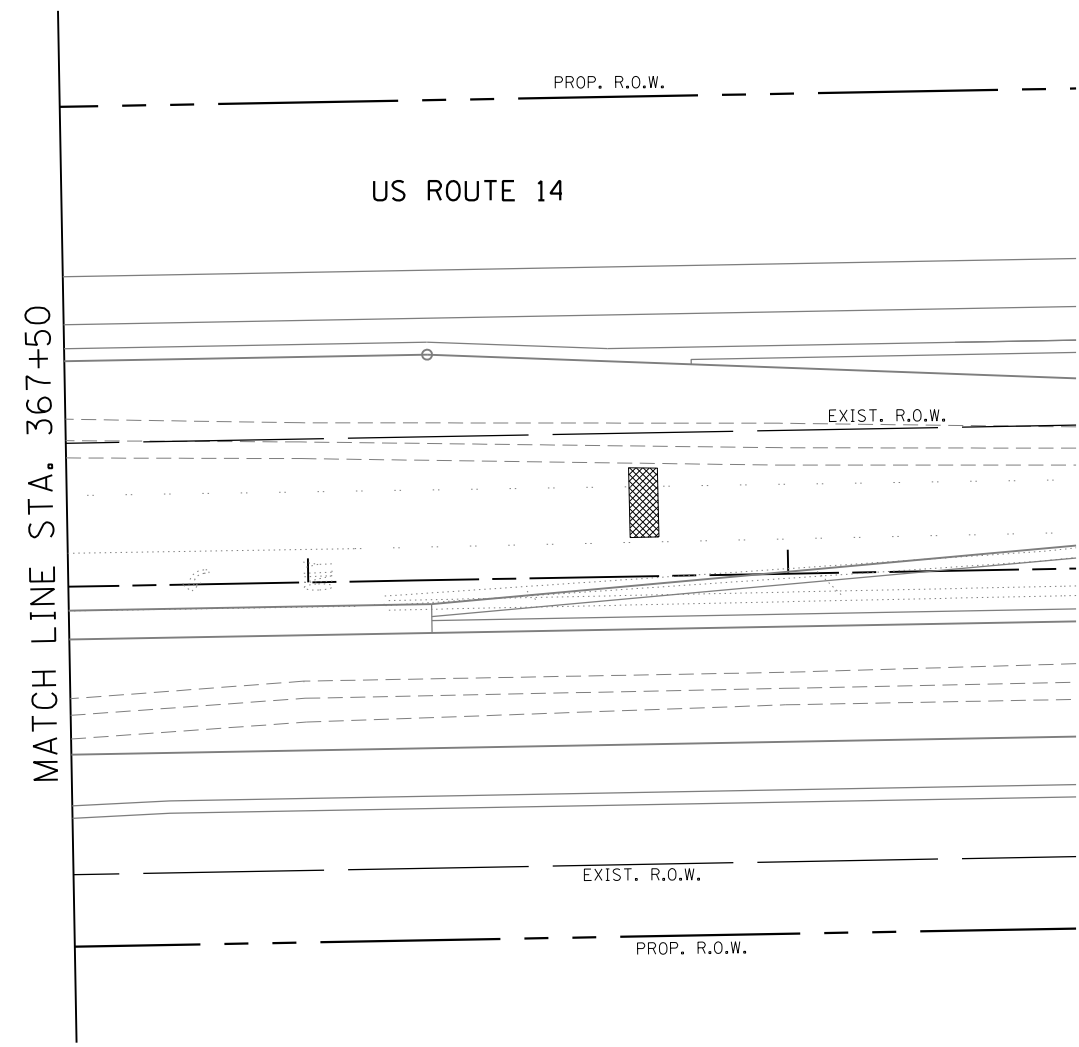 PROP. R.O.W.
US ROUTE 14
MATCH LINE STA. 367+50
EXIST. R.O.W.
EXIST. R.O.W.
PROP. R.O.W.